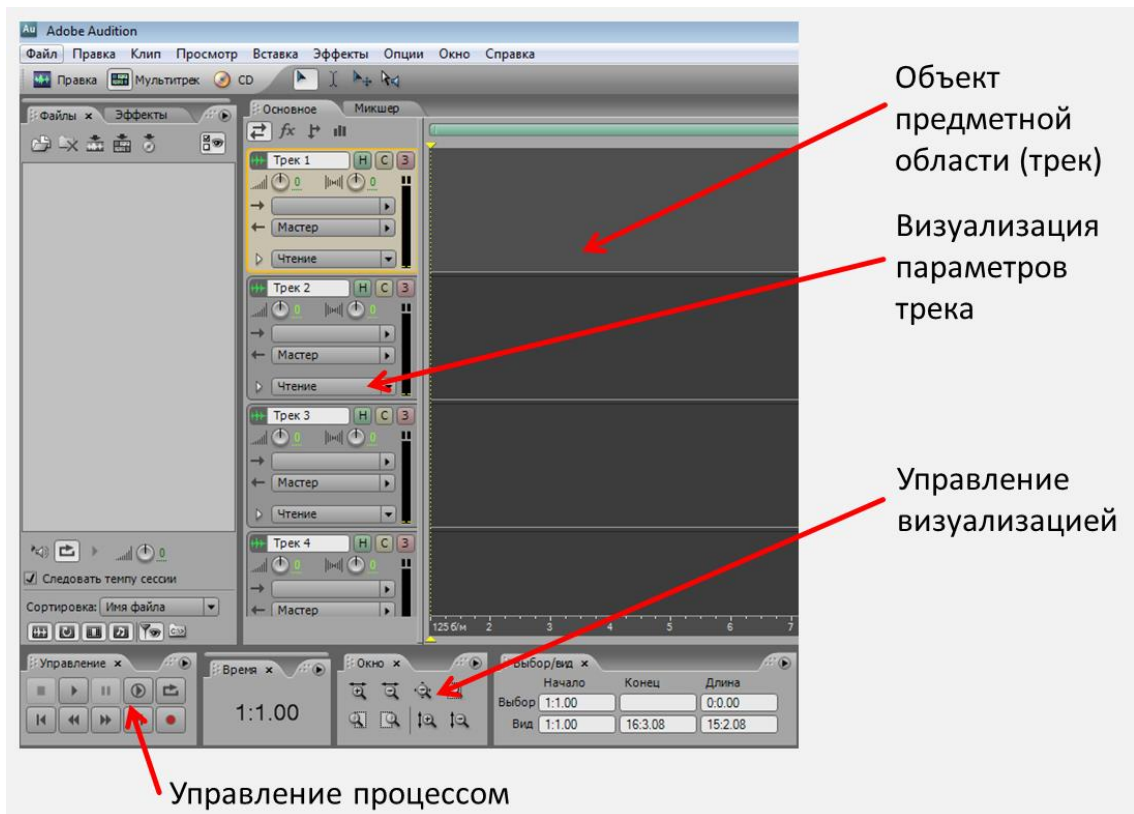 Au Adobe Audition
Файл Правка Клип Просмотр Вставка Эффекты Опции Окно Справка
Правка Мультитрек CD
Файлы x Эффекты
Основное Микшер
fx
Трек 1 Н С З
0 0
Мастер
Чтение
Трек 2 Н С З
0 0
Мастер
Чтение
Трек 3 Н С З
0 0
Мастер
Чтение
Трек 4 Н С З
0 0
Мастер
0
Следовать темпу сессии
Сортировка: Имя файла
125 б/м 2 3 4 5 6 7
Управление x
Время x
1:1.00
Окно x
Выбор/вид x
Начало Конец Длина
Выбор 1:1.00 0:0.00
Вид 1:1.00 16:3.08 15:2.08
Объект
предметной
области (трек)
Визуализация
параметров
трека
Управление
визуализацией
Управление процессом